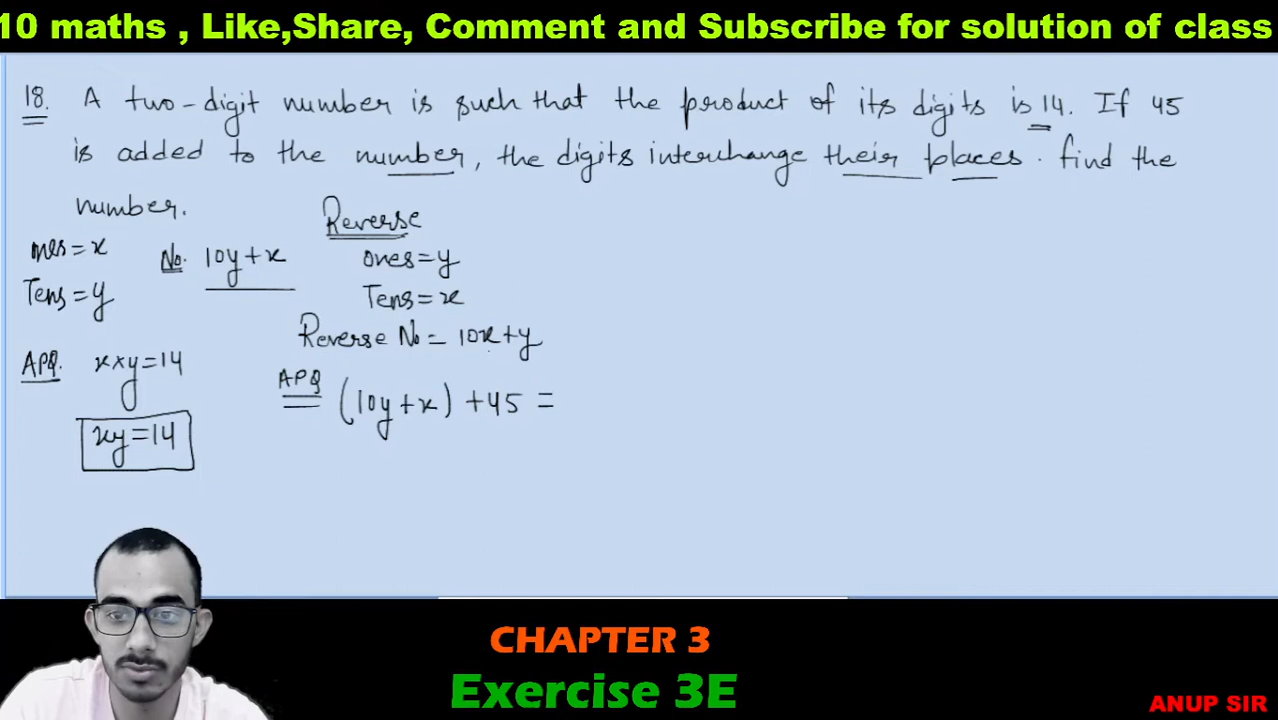 10 maths , Like,Share, Comment and Subscribe for solution of class
18. A two-digit number is such that the product of its digits is 14. If 45
is added to the number, the digits interchange their places. find the
number.
Reverse
ones = x
No. 10y+x
ones = y
Tens = y
Tens = x
Reverse No = 10x+y
APQ. x×y=14
APQ (10y+x) +45 =
xy=14
CHAPTER 3
Exercise 3E
ANUP SIR